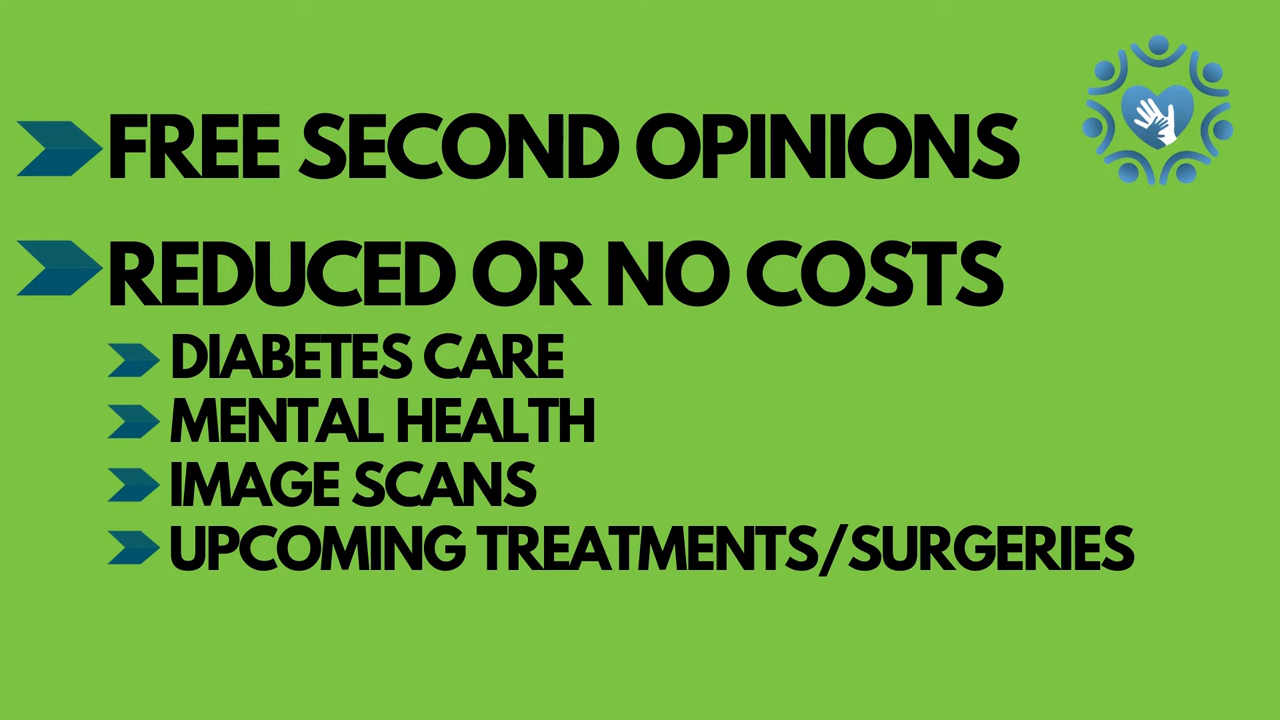 FREE SECOND OPINIONS
REDUCED OR NO COSTS
DIABETES CARE
MENTAL HEALTH
IMAGE SCANS
UPCOMING TREATMENTS/SURGERIES